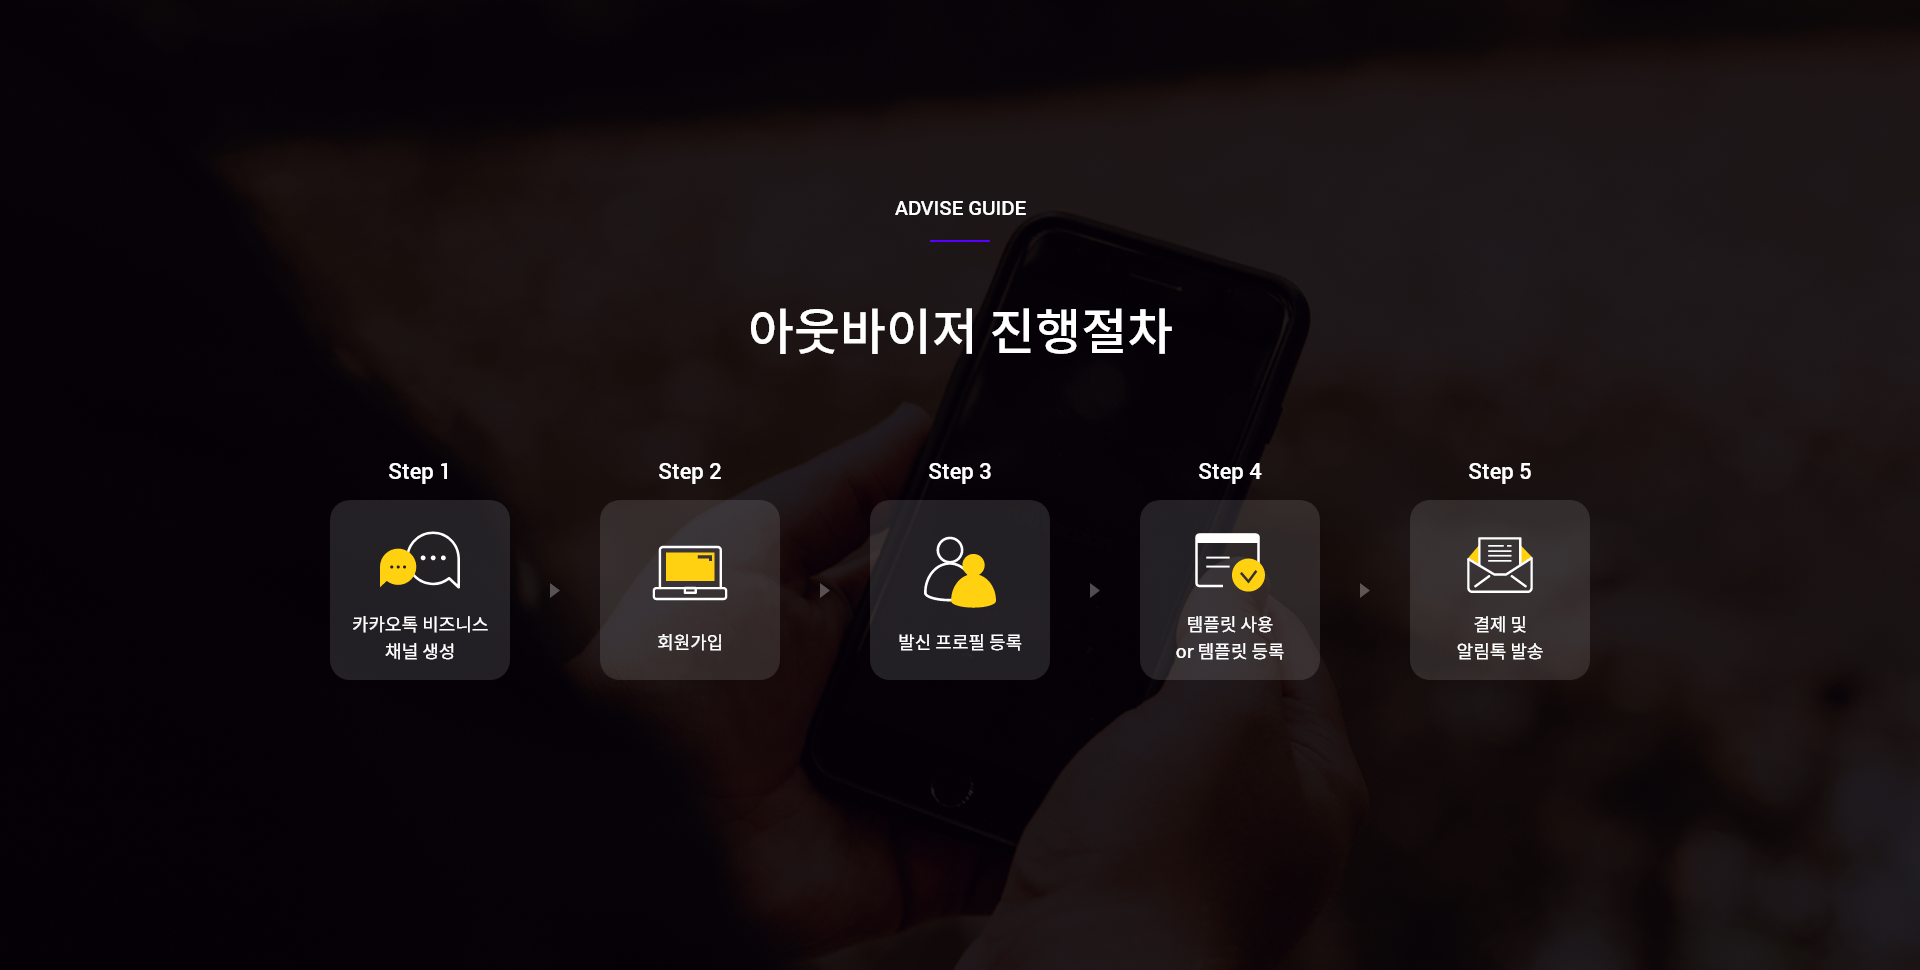 ADVISE GUIDE
아웃바이저 진행절차
Step 1
카카오톡 비즈니스
채널 생성
Step 2
회원가입
Step 3
발신 프로필 등록
Step 4
템플릿 사용
or 템플릿 등록
Step 5
결제 및
알림톡 발송